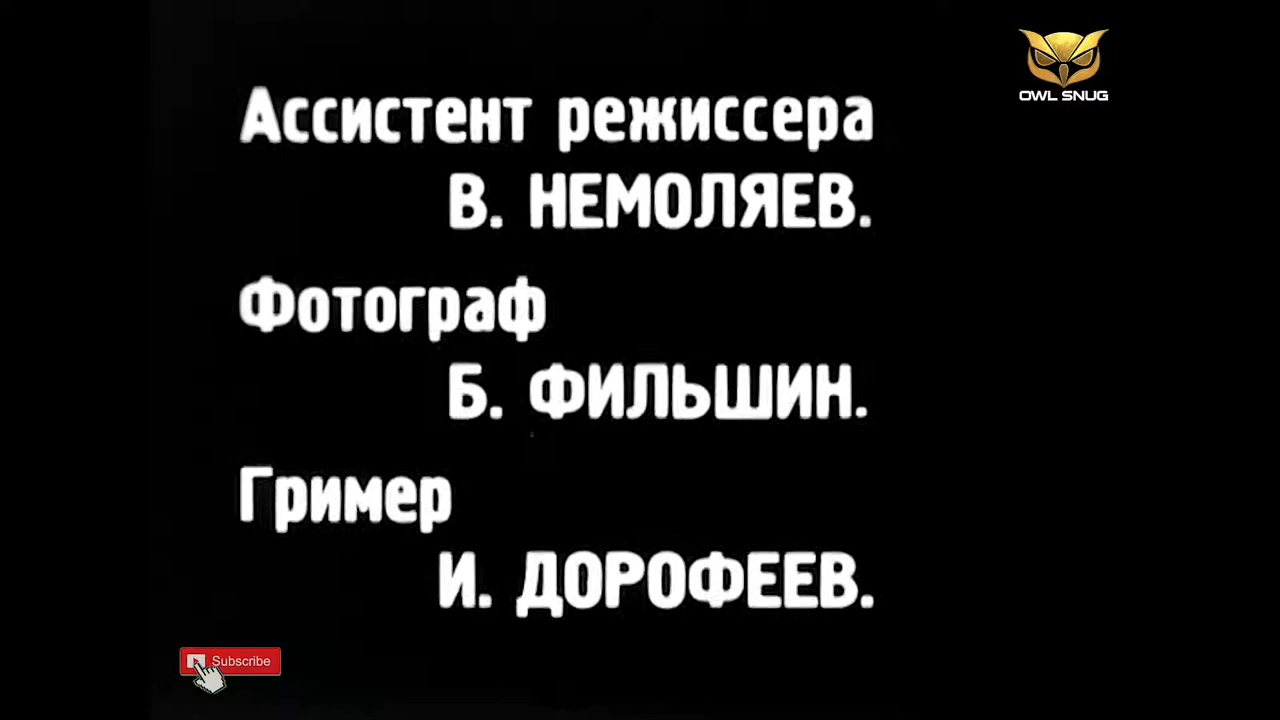 OWL SNUG
Ассистент режиссера
В. НЕМОЛЯЕВ.
Фотограф
Б. ФИЛЬШИН.
Гример
И. ДОРОФЕЕВ.
Subscribe